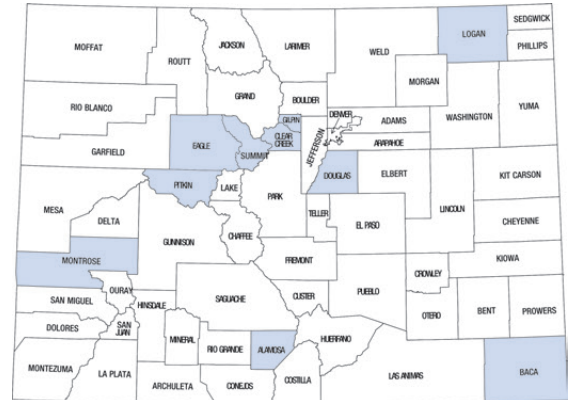 MOFFAT
ROUTT
JACKSON
LARIMER
WELD
LOGAN
SEDGWICK
PHILLIPS
MORGAN
GRAND
BOULDER
RIO BLANCO
GILPIN
CLEAR
CREEK
DENVER
ADAMS
WASHINGTON
YUMA
ARAPAHOE
JEFFERSON
GARFIELD
EAGLE
SUMMIT
DOUGLAS
ELBERT
KIT CARSON
PITKIN
LAKE
PARK
LINCOLN
MESA
DELTA
GUNNISON
CHAFFEE
TELLER
EL PASO
CHEYENNE
MONTROSE
FREMONT
KIOWA
CROWLEY
OURAY
SAN MIGUEL
HINSDALE
SAGUACHE
CUSTER
PUEBLO
OTERO
BENT
PROWERS
DOLORES
SAN
JUAN
MINERAL
RIO GRANDE
ALAMOSA
HUERFANO
MONTEZUMA
LA PLATA
ARCHULETA
CONEJOS
COSTILLA
LAS ANIMAS
BACA